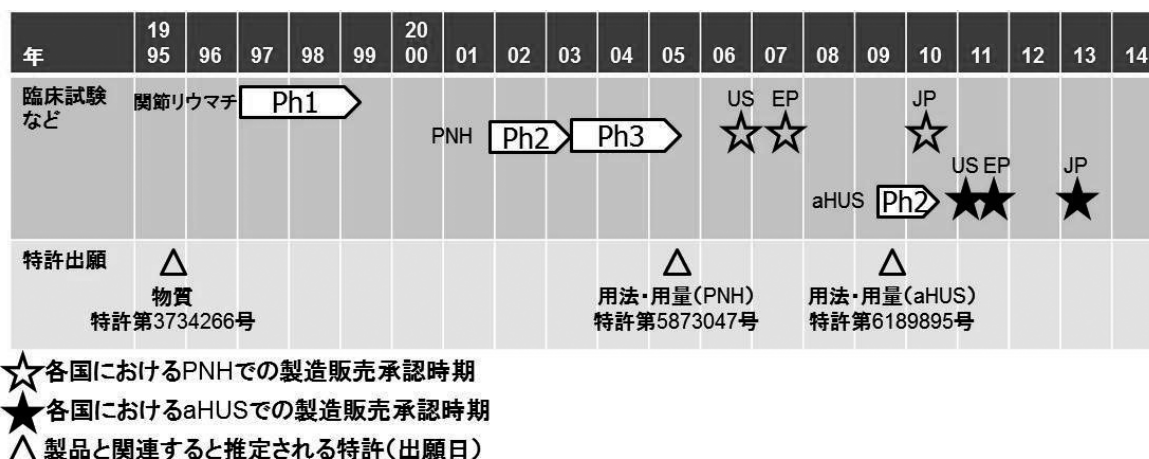 年 1995 96 97 98 99 2000 01 02 03 04 05 06 07 08 09 10 11 12 13 14
臨床試験
など
関節リウマチ Ph1
PNH Ph2 Ph3
US EP JP
aHUS Ph2
US EP JP
特許出願
物質
特許第3734266号
用法・用量(PNH)
特許第5873047号
用法・用量(aHUS)
特許第6189895号
各国におけるPNHでの製造販売承認時期
各国におけるaHUSでの製造販売承認時期
製品と関連すると推定される特許(出願日)